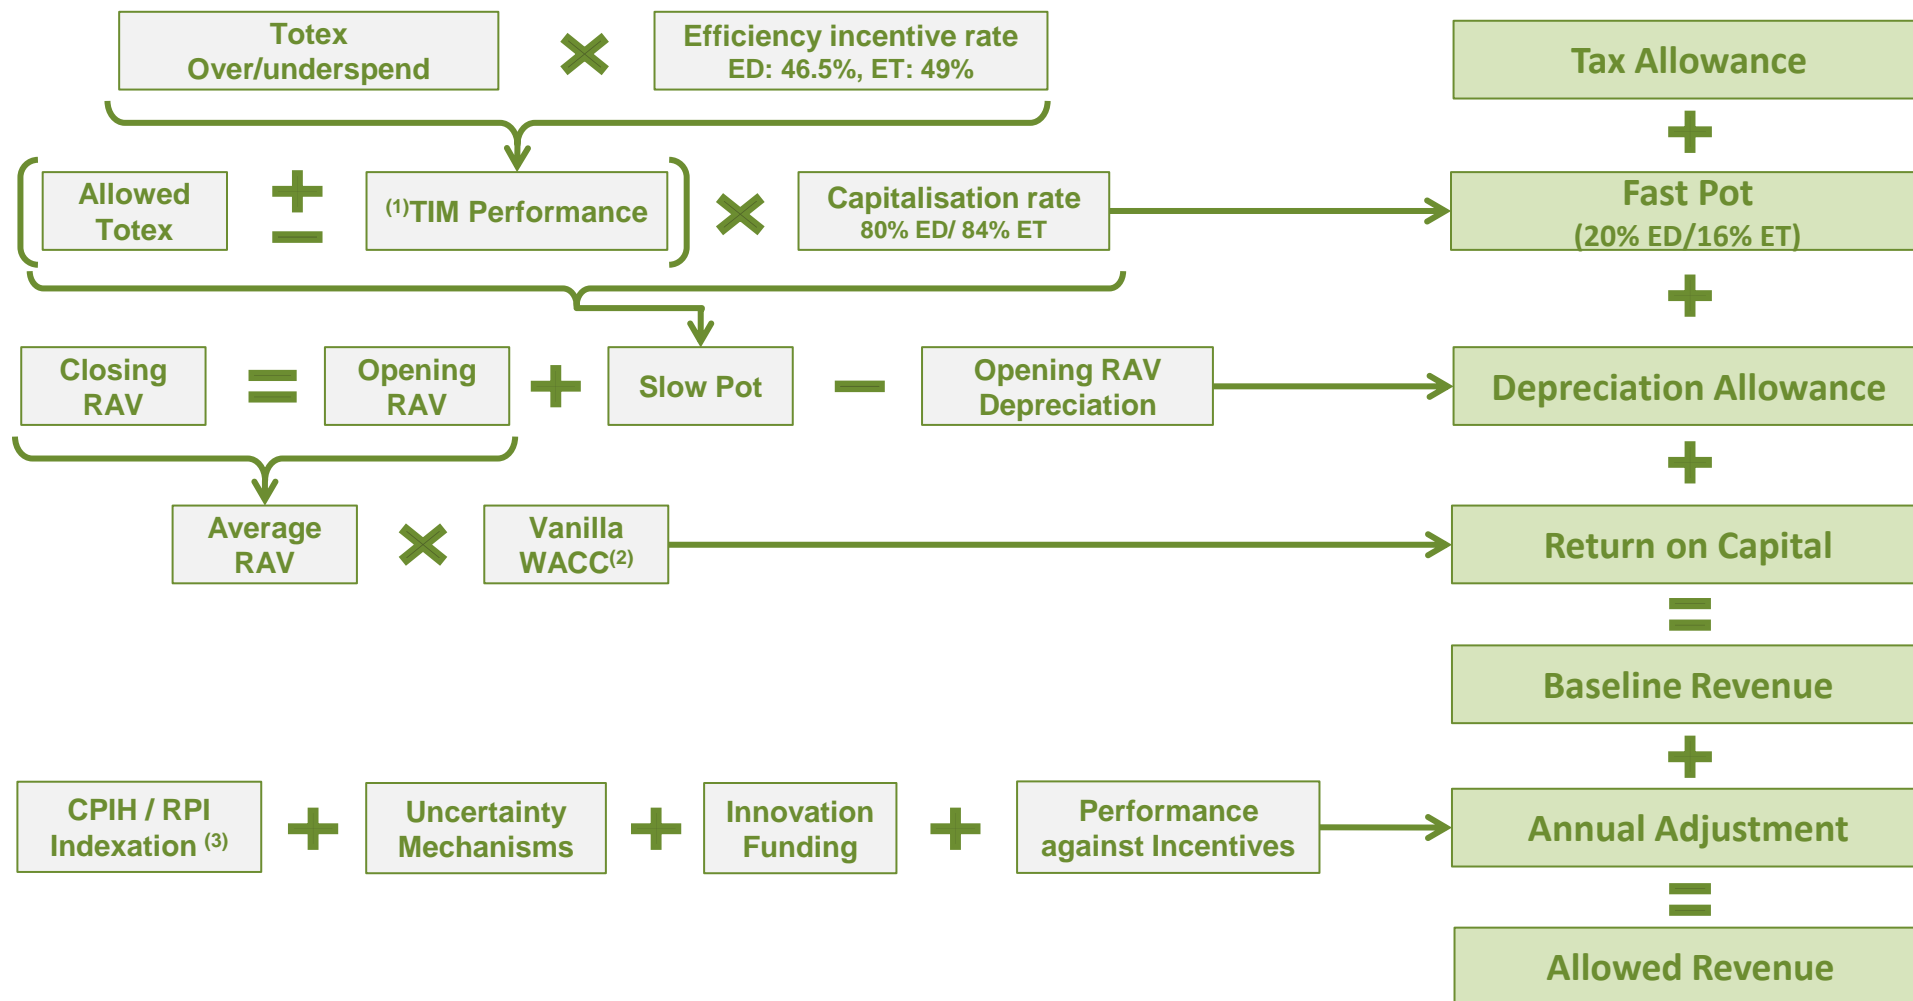 Totex
Over/underspend
Efficiency incentive rate
ED: 46.5%, ET: 49%
Tax Allowance
Allowed
Totex
(1)TIM Performance
Capitalisation rate
80% ED/ 84% ET
Fast Pot
(20% ED/16% ET)
Closing
RAV
Opening
RAV
Slow Pot
Opening RAV
Depreciation
Depreciation Allowance
Average
RAV
Vanilla
WACC(2)
Return on Capital
Baseline Revenue
CPIH / RPI
Indexation (3)
Uncertainty
Mechanisms
Innovation
Funding
Performance
against Incentives
Annual Adjustment
Allowed Revenue